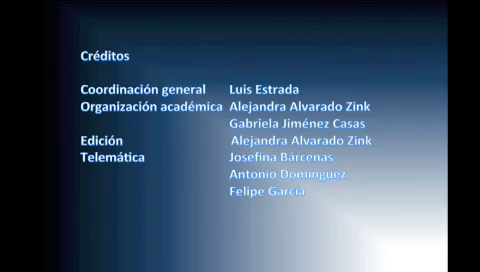 Créditos
Coordinación general Luis Estrada
Organización académica Alejandra Alvarado Zink
Gabriela Jiménez Casas
Edición Alejandra Alvarado Zink
Telemática Josefina Bárcenas
Antonio Domínguez
Felipe García